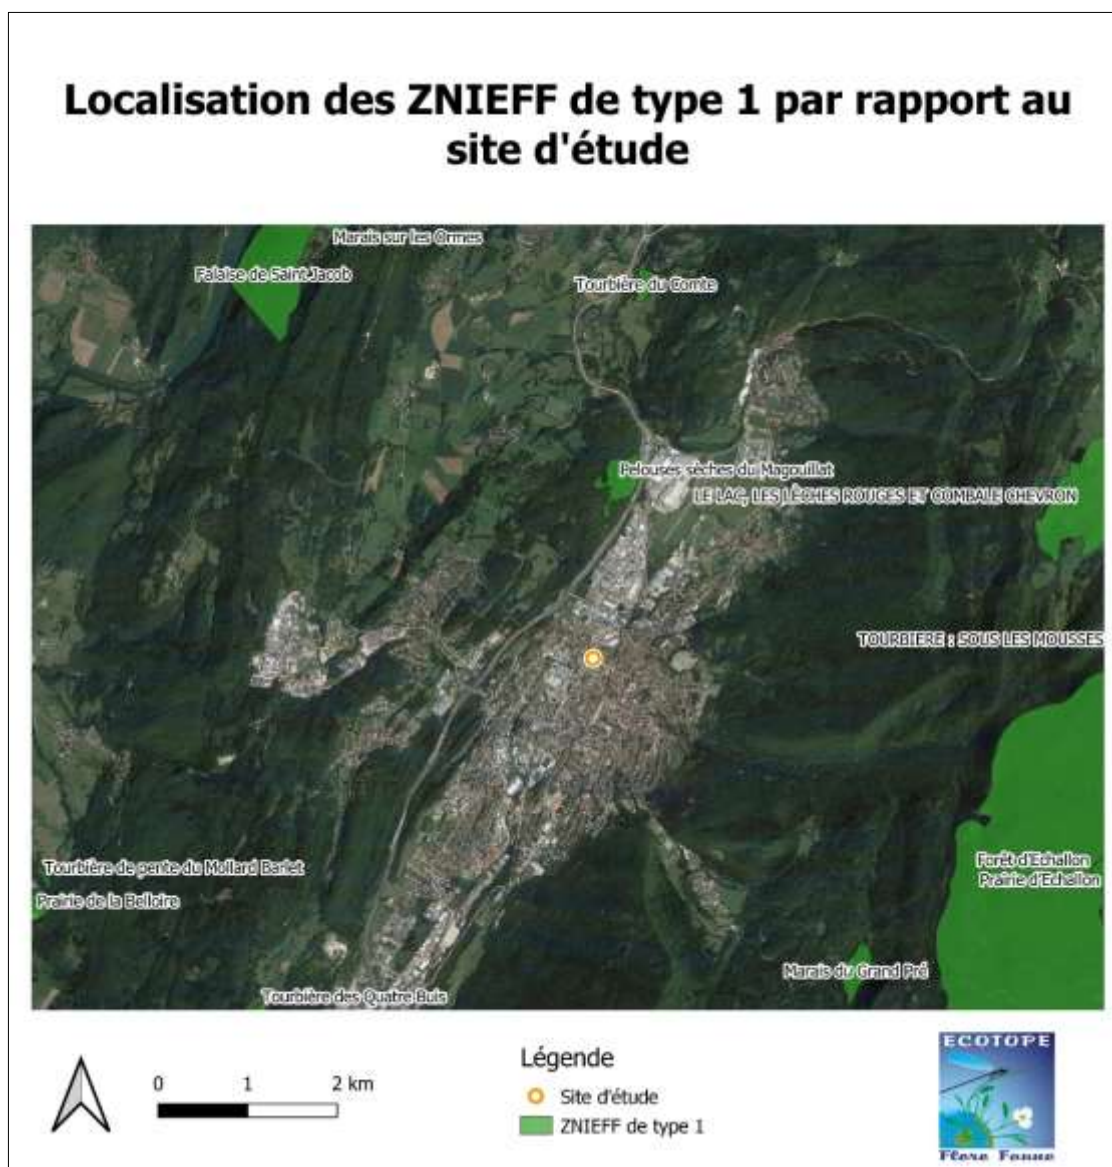 Localisation des ZNIEFF de type 1 par rapport au
site d'étude
Marais sur les Ormes
Falaise de Saint Jacob
Tourbière du Comte
Pelouses sèches du Magouillat
LE LAC, LES LÈCHES ROUGES ET COMBALE CHEVRON
TOURBIERE : SOUS LES MOUSSES
Forêt d'Echallon
Prairie d'Echallon
Tourbière de pente du Mollard Barlet
Prairie de la Belloire
Marais du Grand Pré
Tourbière des Quatre Buis
0 1 2 km
Légende
Site d'étude
ZNIEFF de type 1
ECOTOPE
Flore Faune